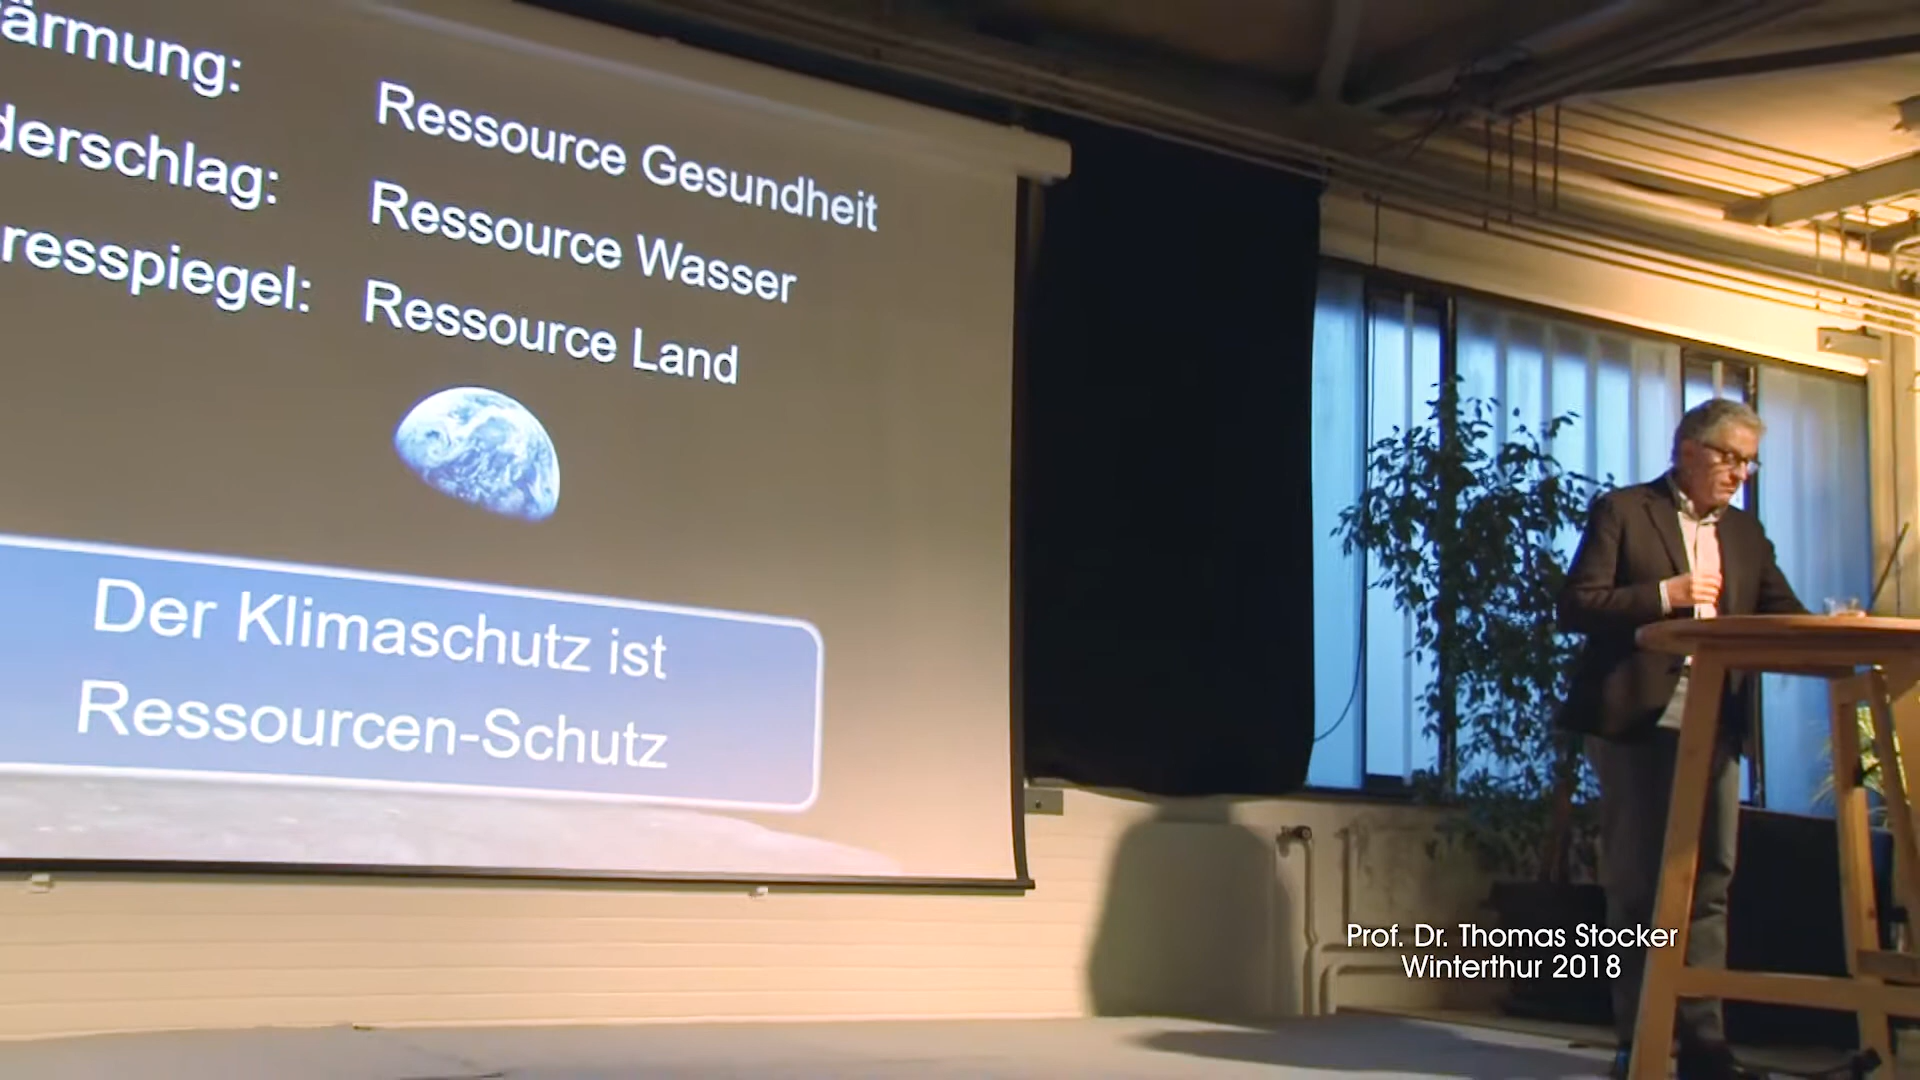 ärmung: Ressource Gesundheit
derschlag: Ressource Wasser
resspiegel: Ressource Land
Der Klimaschutz ist
Ressourcen-Schutz
Prof. Dr. Thomas Stocker
Winterthur 2018